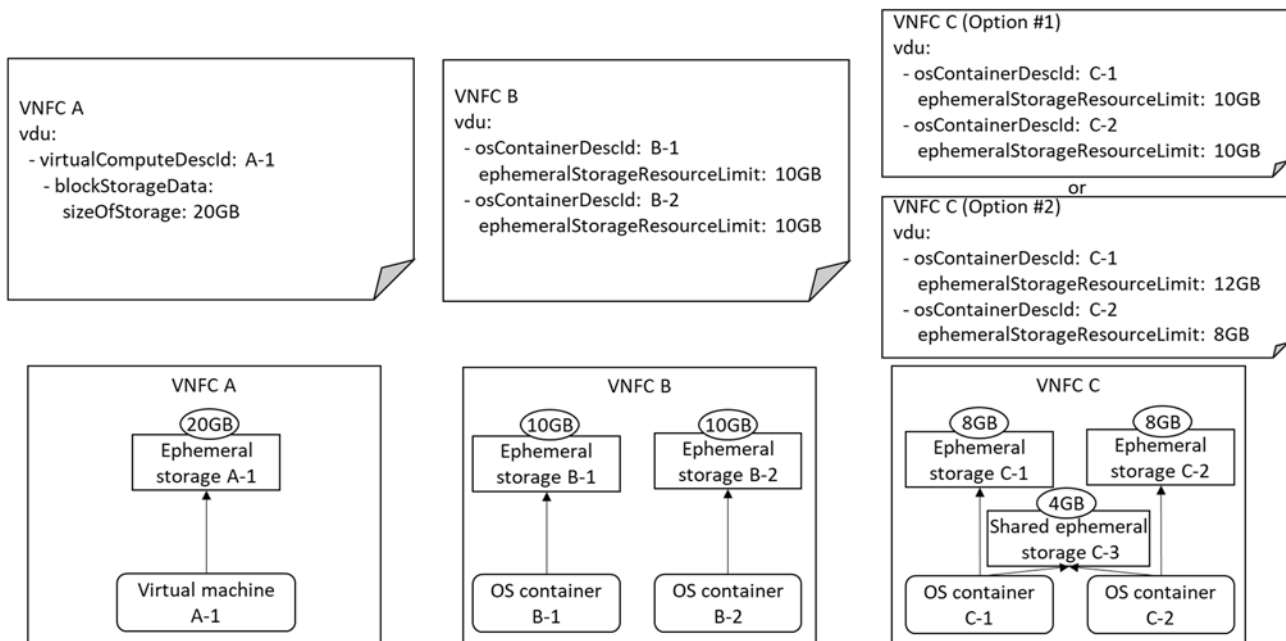 VNFC A
vdu:
- virtualComputeDescId: A-1
- blockStorageData:
sizeOfStorage: 20GB
VNFC B
vdu:
- osContainerDescId: B-1
ephemeralStorageResourceLimit: 10GB
- osContainerDescId: B-2
ephemeralStorageResourceLimit: 10GB
VNFC C (Option #1)
vdu:
- osContainerDescId: C-1
ephemeralStorageResourceLimit: 10GB
- osContainerDescId: C-2
ephemeralStorageResourceLimit: 10GB
or
VNFC C (Option #2)
vdu:
- osContainerDescId: C-1
ephemeralStorageResourceLimit: 12GB
- osContainerDescId: C-2
ephemeralStorageResourceLimit: 8GB
VNFC A
20GB
Ephemeral
storage A-1
Virtual machine
A-1
VNFC B
10GB
Ephemeral
storage B-1
10GB
Ephemeral
storage B-2
OS container
B-1
OS container
B-2
VNFC C
8GB
Ephemeral
storage C-1
8GB
Ephemeral
storage C-2
4GB
Shared ephemeral
storage C-3
OS container
C-1
OS container
C-2